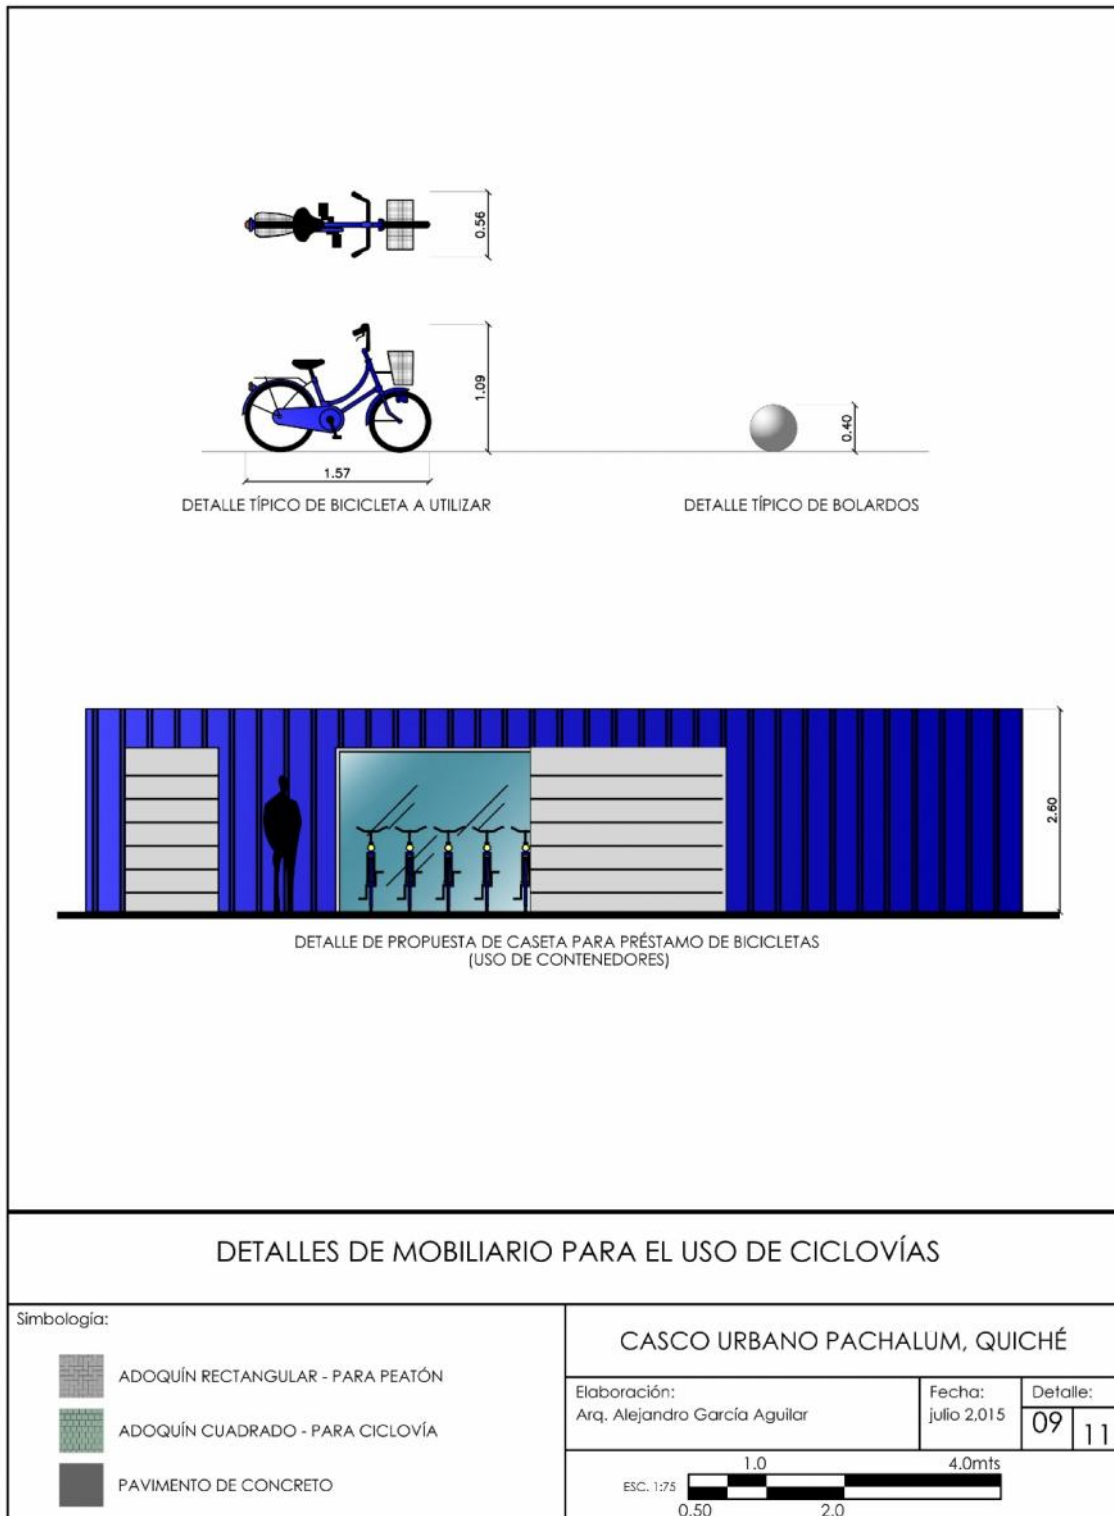 0.56
1.09
1.57
0.40
DETALLE TÍPICO DE BICICLETA A UTILIZAR
DETALLE TÍPICO DE BOLARDOS
2.60
DETALLE DE PROPUESTA DE CASETA PARA PRÉSTAMO DE BICICLETAS
(USO DE CONTENEDORES)
DETALLES DE MOBILIARIO PARA EL USO DE CICLOVÍAS
Simbología:
ADOQUÍN RECTANGULAR - PARA PEATÓN
ADOQUÍN CUADRADO - PARA CICLOVÍA
PAVIMENTO DE CONCRETO
CASCO URBANO PACHALUM, QUICHÉ
Elaboración:
Arq. Alejandro García Aguilar
Fecha:
julio 2,015
Detalle:
09
11
1.0
4.0mts
ESC. 1:75
0.50
2.0